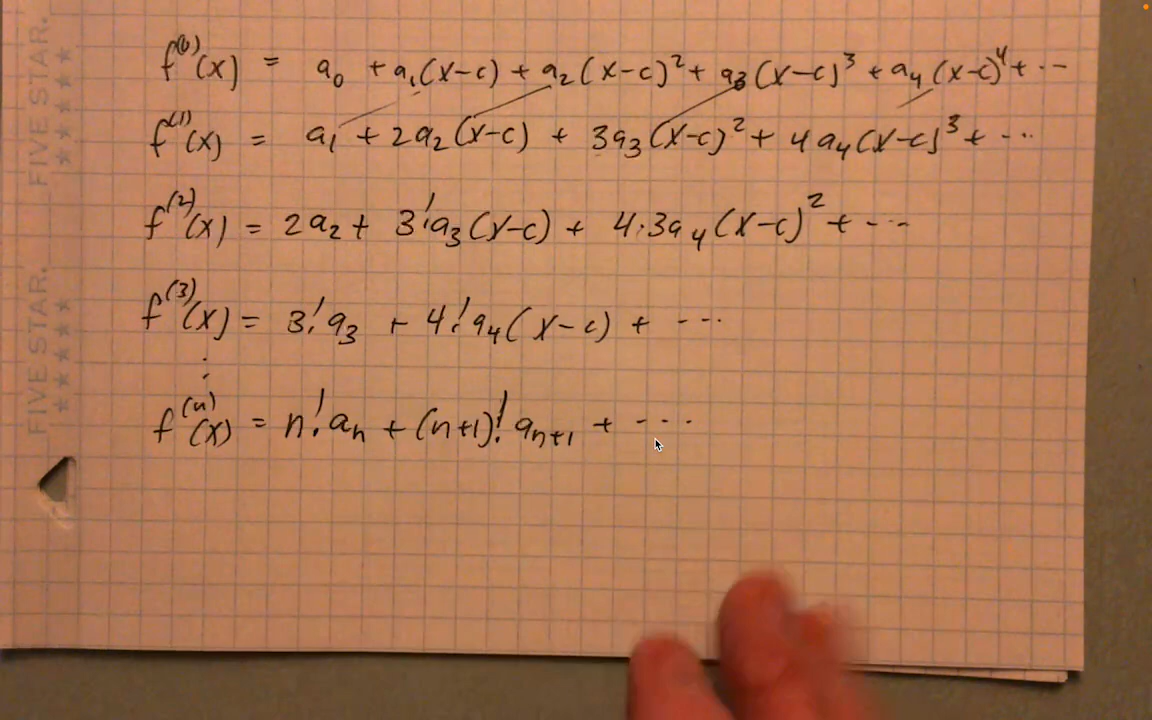 f^(0)(x) = a₀ + a₁(x-c) + a₂(x-c)² + a₃(x-c)³ + a₄(x-c)⁴ + ...
f^(1)(x) = a₁ + 2a₂(x-c) + 3a₃(x-c)² + 4a₄(x-c)³ + ...
f^(2)(x) = 2a₂ + 3!a₃(x-c) + 4·3a₄(x-c)² + ...
f^(3)(x) = 3!a₃ + 4!a₄(x-c) + ...
⋮
f^(n)(x) = n!aₙ + (n+1)!aₙ₊₁ + ...
FIVE STAR.
★★★★★
FIVE STAR.
★★★★★